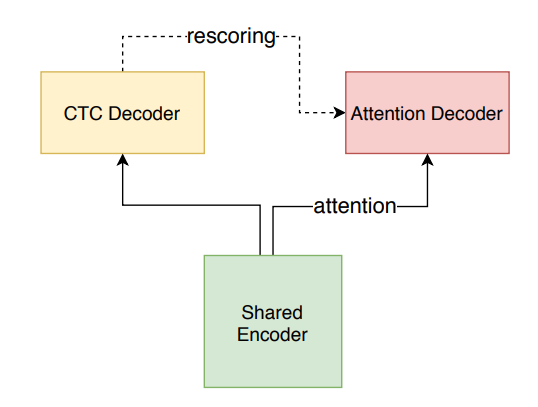 rescoring
CTC Decoder
Attention Decoder
attention
Shared
Encoder